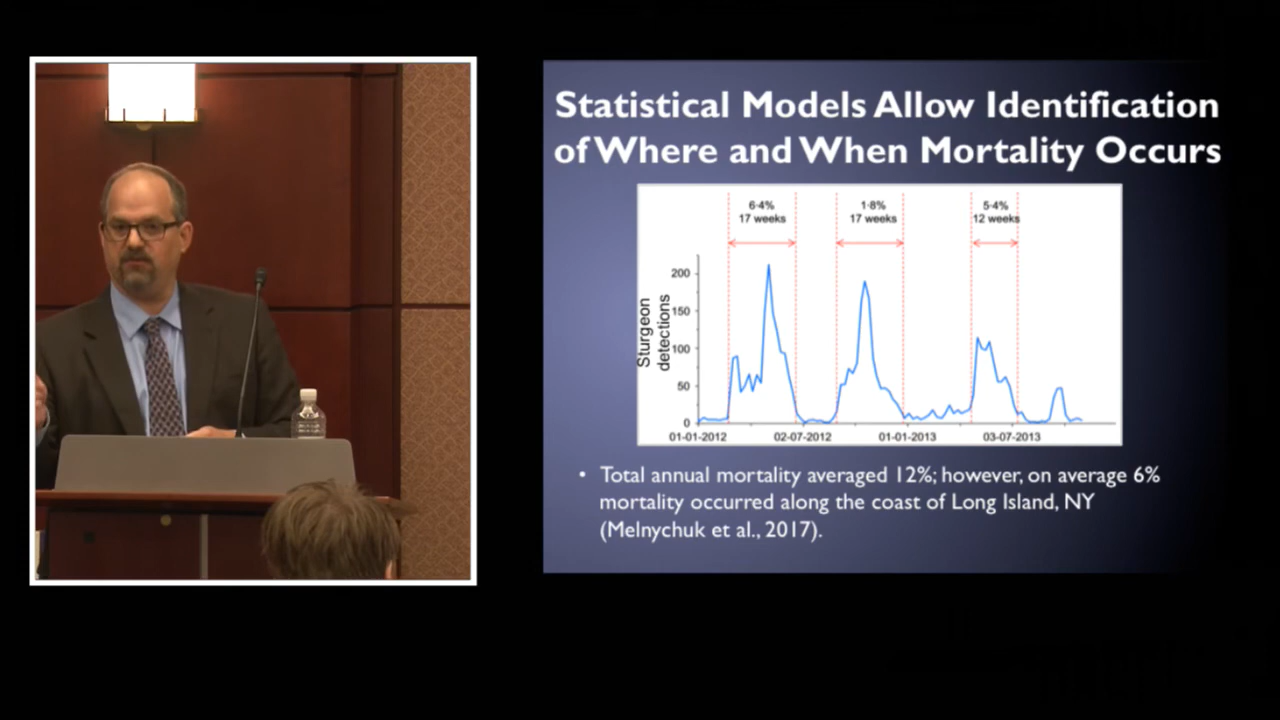 Statistical Models Allow Identification
of Where and When Mortality Occurs
6·4%
17 weeks
1·8%
17 weeks
5·4%
12 weeks
Sturgeon
detections
200
150
100
50
0
01-01-2012
02-07-2012
01-01-2013
03-07-2013
• Total annual mortality averaged 12%; however, on average 6%
mortality occurred along the coast of Long Island, NY
(Melnychuk et al., 2017).